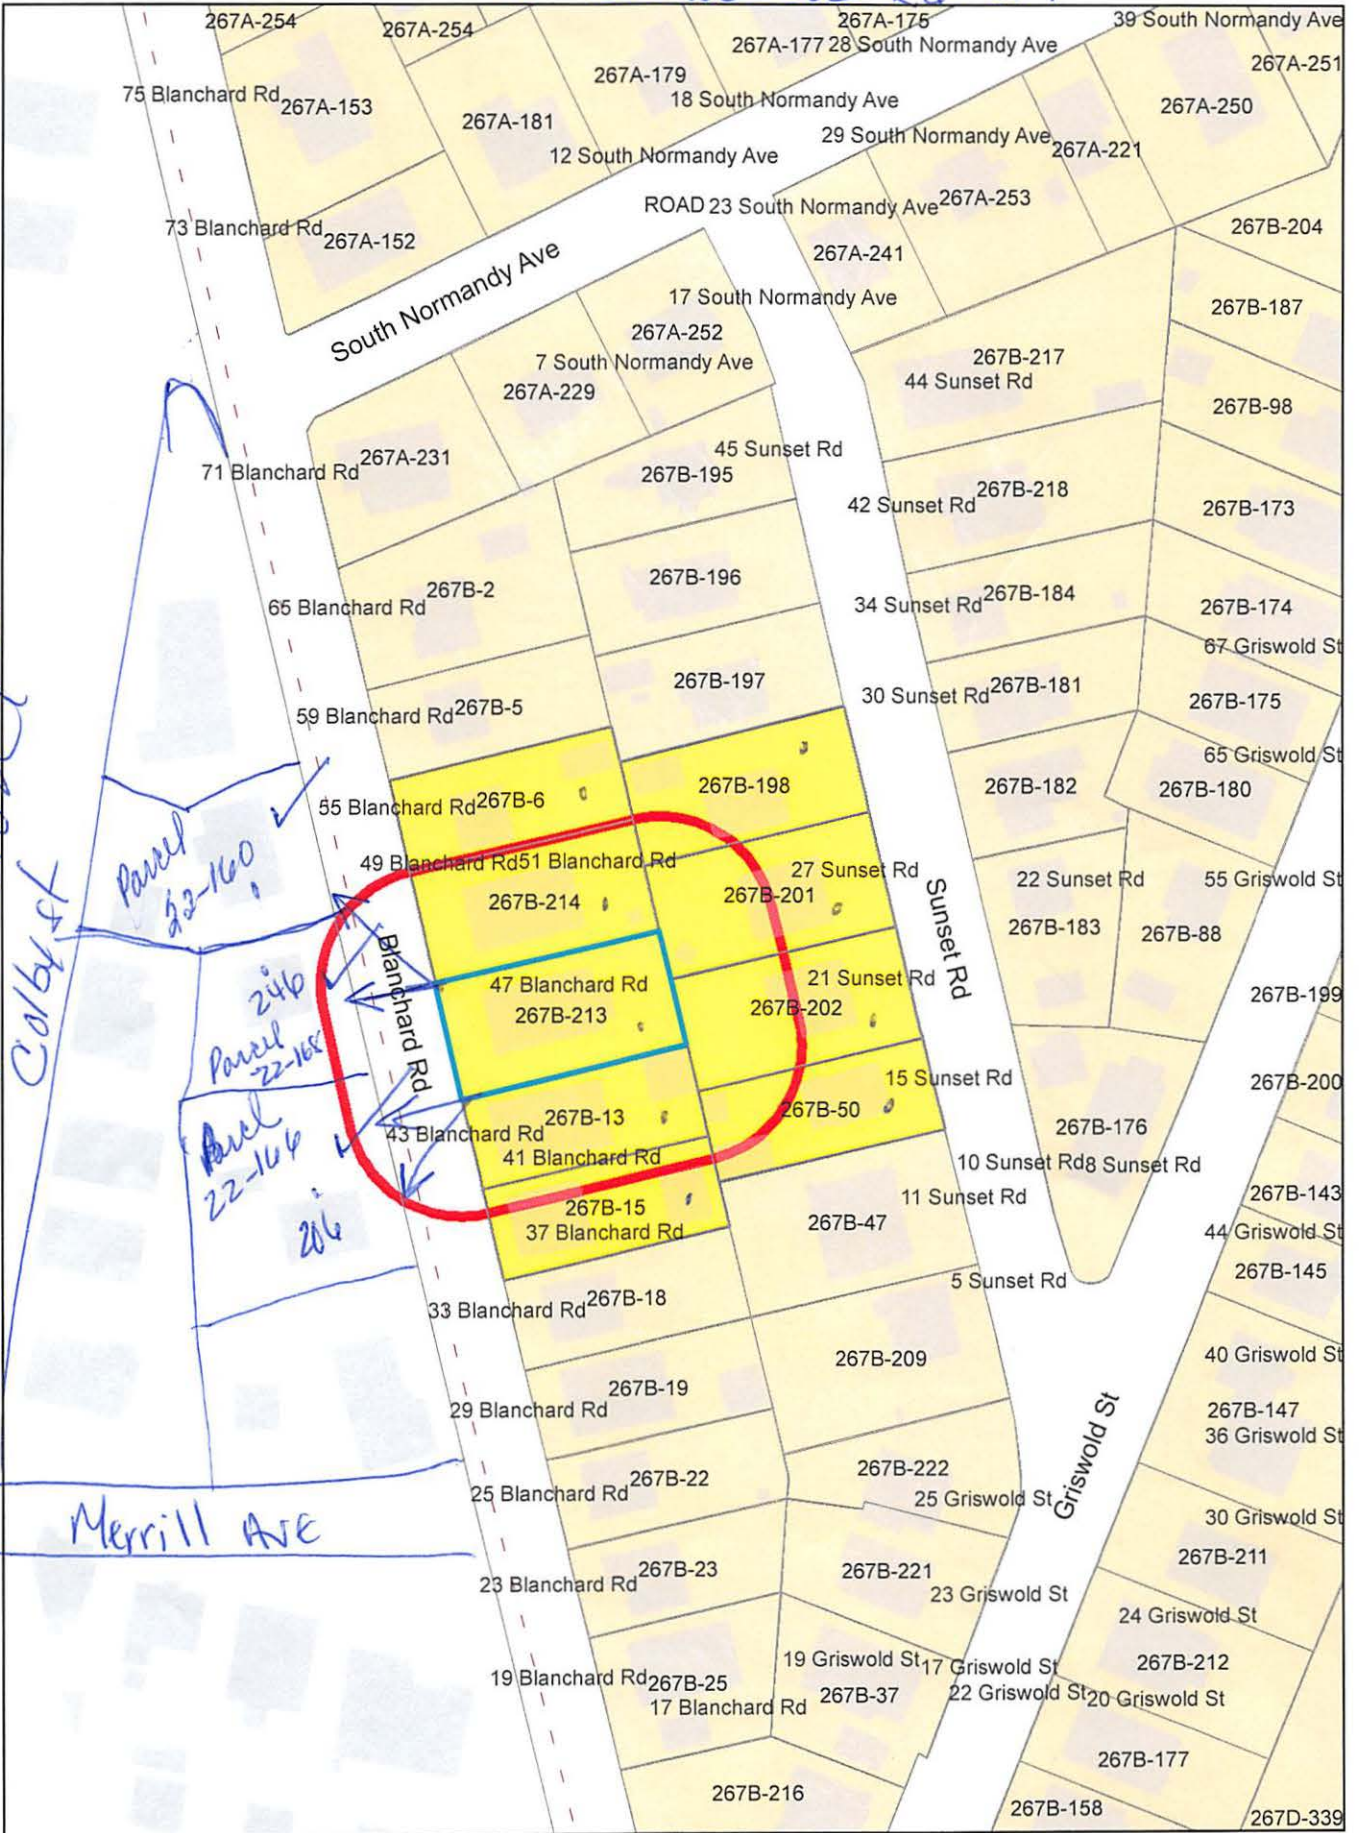 267A-254
267A-254
267A-175
39 South Normandy Ave
267A-177 28 South Normandy Ave
267A-251
267A-179
75 Blanchard Rd
267A-153
18 South Normandy Ave
267A-250
267A-181
29 South Normandy Ave
267A-221
12 South Normandy Ave
ROAD 23 South Normandy Ave
267A-253
73 Blanchard Rd
267A-152
267B-204
267A-241
South Normandy Ave
17 South Normandy Ave
267B-187
267A-252
7 South Normandy Ave
267A-229
267B-217
44 Sunset Rd
267B-98
71 Blanchard Rd
267A-231
45 Sunset Rd
267B-195
267B-218
42 Sunset Rd
267B-173
267B-196
65 Blanchard Rd
267B-2
34 Sunset Rd
267B-184
267B-174
67 Griswold St
267B-197
30 Sunset Rd
267B-181
267B-175
59 Blanchard Rd
267B-5
65 Griswold St
267B-198
267B-182
267B-180
55 Blanchard Rd
267B-6
Parcel
22-160
49 Blanchard Rd
51 Blanchard Rd
27 Sunset Rd
22 Sunset Rd
55 Griswold St
267B-214
267B-201
Sunset Rd
267B-183
267B-88
Colby St
Blanchard Rd
246
Parcel
22-165
47 Blanchard Rd
267B-213
21 Sunset Rd
267B-202
267B-199
15 Sunset Rd
267B-200
Parcel
22-166
206
43 Blanchard Rd
267B-13
267B-50
267B-176
41 Blanchard Rd
10 Sunset Rd
8 Sunset Rd
11 Sunset Rd
267B-143
267B-15
37 Blanchard Rd
267B-47
44 Griswold St
5 Sunset Rd
267B-145
33 Blanchard Rd
267B-18
267B-209
40 Griswold St
267B-19
29 Blanchard Rd
267B-147
36 Griswold St
Griswold St
267B-22
25 Blanchard Rd
267B-222
25 Griswold St
30 Griswold St
Merrill AVE
267B-211
267B-23
23 Blanchard Rd
267B-221
23 Griswold St
24 Griswold St
19 Griswold St
17 Griswold St
267B-212
19 Blanchard Rd
267B-25
17 Blanchard Rd
267B-37
22 Griswold St
20 Griswold St
267B-177
267B-216
267B-158
267D-339